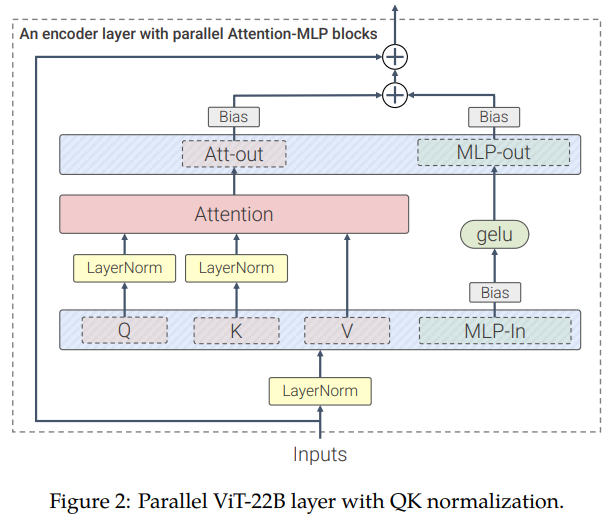 An encoder layer with parallel Attention-MLP blocks
Bias
Bias
Att-out
MLP-out
Attention
gelu
LayerNorm
LayerNorm
Bias
Q
K
V
MLP-In
LayerNorm
Inputs
Figure 2: Parallel ViT-22B layer with QK normalization.